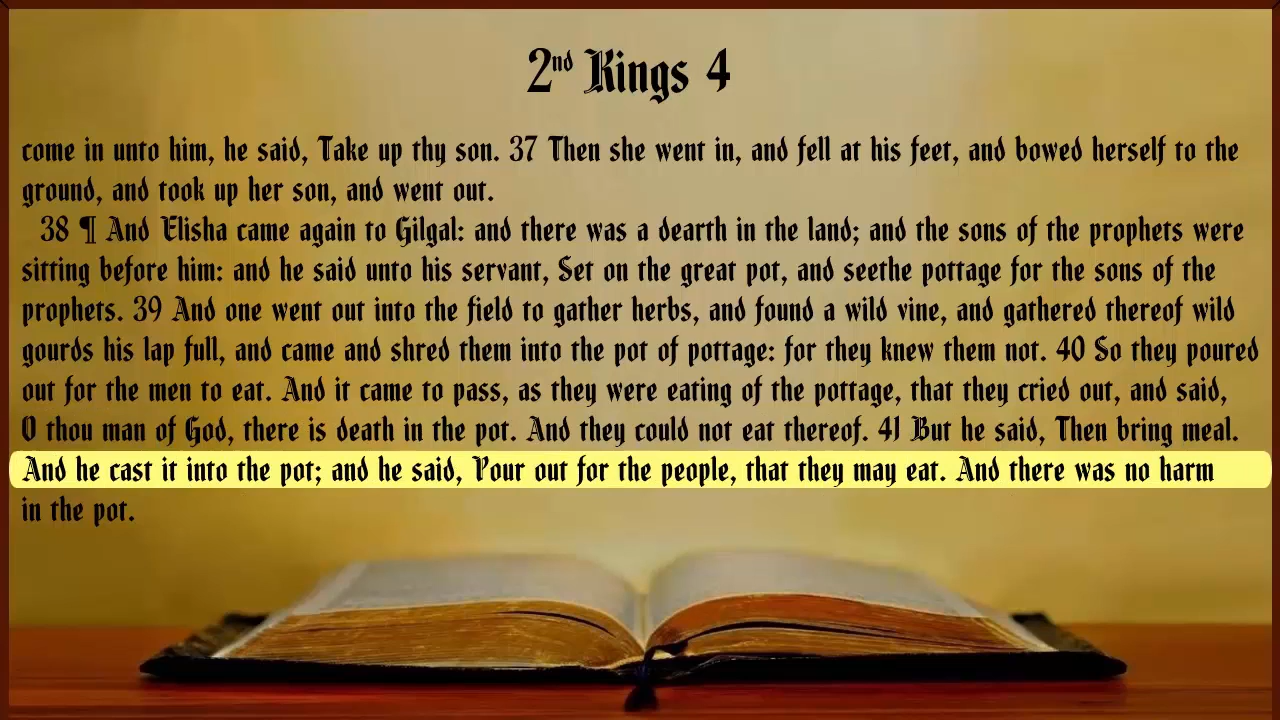 2nd Kings 4
come in unto him, he said, Take up thy son. 37 Then she went in, and fell at his feet, and bowed herself to the
ground, and took up her son, and went out.
38 ¶ And Elisha came again to Gilgal: and there was a dearth in the land; and the sons of the prophets were
sitting before him: and he said unto his servant, Set on the great pot, and seethe pottage for the sons of the
prophets. 39 And one went out into the field to gather herbs, and found a wild vine, and gathered thereof wild
gourds his lap full, and came and shred them into the pot of pottage: for they knew them not. 40 So they poured
out for the men to eat. And it came to pass, as they were eating of the pottage, that they cried out, and said,
O thou man of God, there is death in the pot. And they could not eat thereof. 41 But he said, Then bring meal.
And he cast it into the pot; and he said, Pour out for the people, that they may eat. And there was no harm
in the pot.